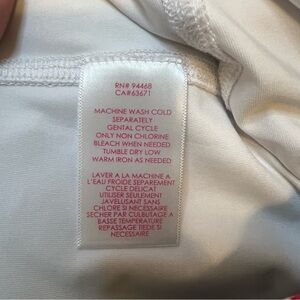 RN# 94468
CA#63671
MACHINE WASH COLD
SEPARATELY
GENTAL CYCLE
ONLY NON CHLORINE
BLEACH WHEN NEEDED
TUMBLE DRY LOW
WARM IRON AS NEEDED
LAVER A LA MACHINE A
L'EAU FROIDE SEPAREMENT
CYCLE DELICAT
UTILISER SEULEMENT
JAVELLISANT SANS
CHLORE SI NECESSAIRE
SECHER PAR CULBUTAGE A
BASSE TEMPERATURE
REPASSAGE TIEDE SI
NECESSAIRE